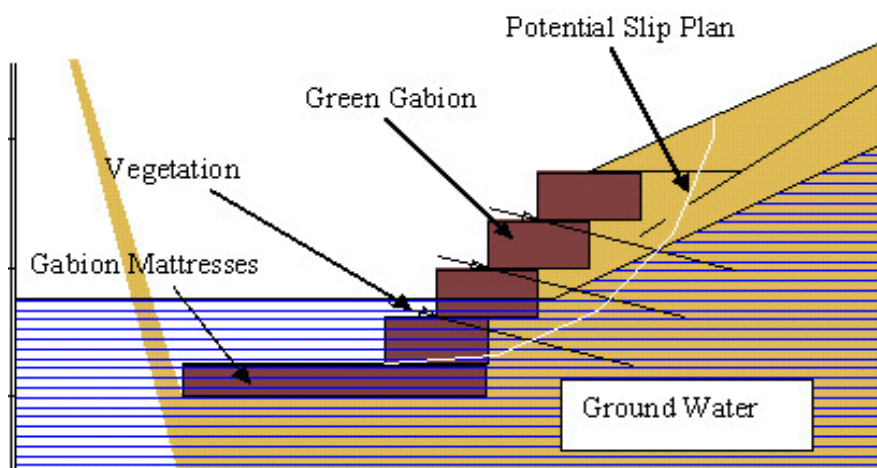 Potential Slip Plan
Green Gabion
Vegetation
Gabion Mattresses
Ground Water